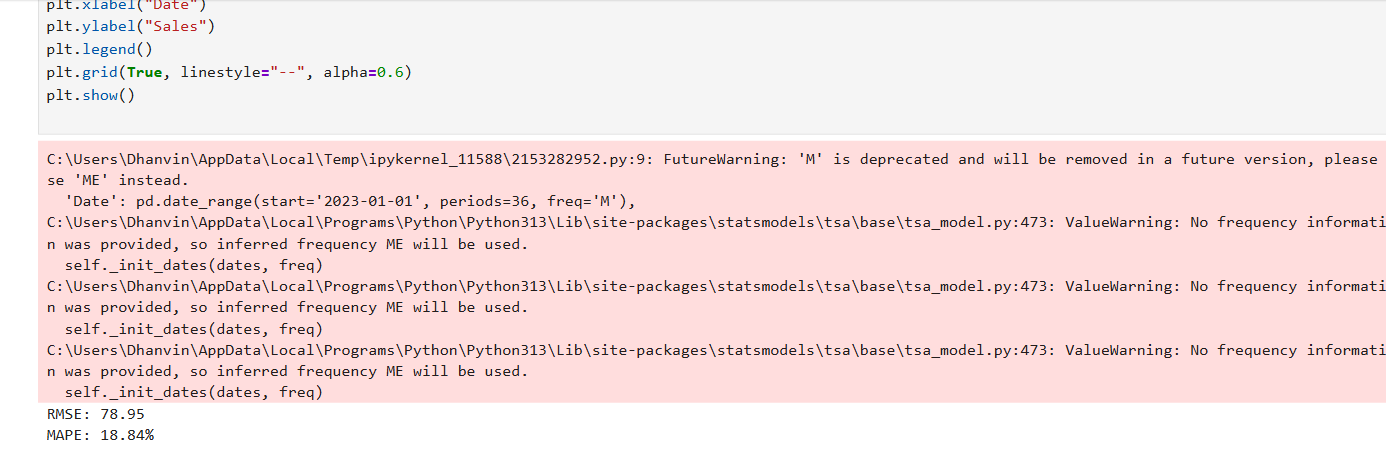 plt.xlabel("Date")
plt.ylabel("Sales")
plt.legend()
plt.grid(True, linestyle="--", alpha=0.6)
plt.show()
C:\Users\Dhanvin\AppData\Local\Temp\ipykernel_11588\2153282952.py:9: FutureWarning: 'M' is deprecated and will be removed in a future version, please
se 'ME' instead.
  'Date': pd.date_range(start='2023-01-01', periods=36, freq='M'),
C:\Users\Dhanvin\AppData\Local\Programs\Python\Python313\Lib\site-packages\statsmodels\tsa\base\tsa_model.py:473: ValueWarning: No frequency informati
n was provided, so inferred frequency ME will be used.
  self._init_dates(dates, freq)
C:\Users\Dhanvin\AppData\Local\Programs\Python\Python313\Lib\site-packages\statsmodels\tsa\base\tsa_model.py:473: ValueWarning: No frequency informati
n was provided, so inferred frequency ME will be used.
  self._init_dates(dates, freq)
C:\Users\Dhanvin\AppData\Local\Programs\Python\Python313\Lib\site-packages\statsmodels\tsa\base\tsa_model.py:473: ValueWarning: No frequency informati
n was provided, so inferred frequency ME will be used.
  self._init_dates(dates, freq)
RMSE: 78.95
MAPE: 18.84%